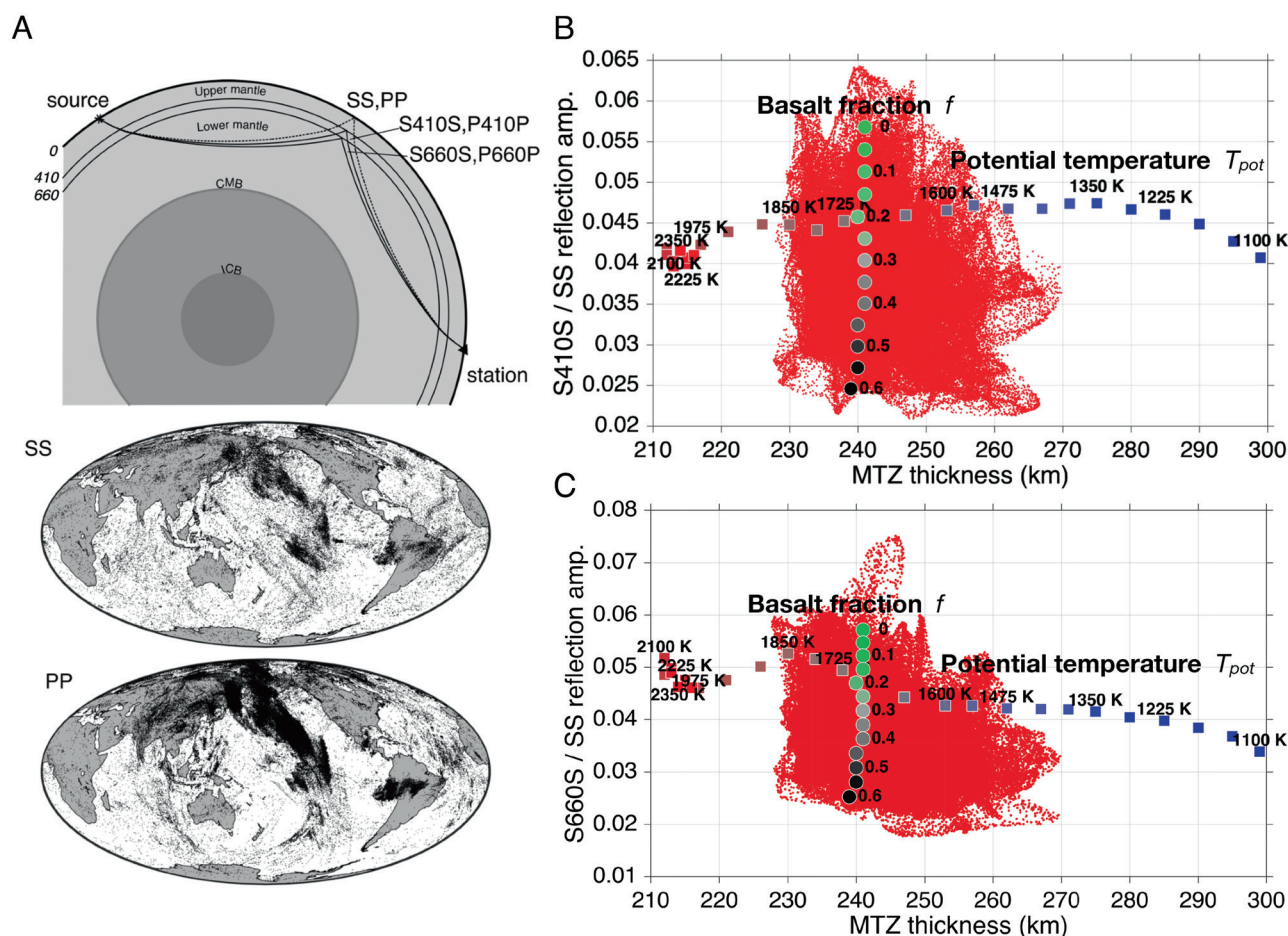 A
Upper mantle
source
SS,PP
Lower mantle
S410S,P410P
S660S,P660P
0
410
660
CMB
ICB
station
SS
PP
B
0.065
0.06
0.055
0.05
0.045
0.04
0.035
0.03
0.025
0.02
S410S / SS reflection amp.
Basalt fraction f
0
0.1
0.2
0.3
0.4
0.5
0.6
Potential temperature Tpot
2350 K
2100 K
2225 K
1975 K
1850 K
1725 K
1600 K
1475 K
1350 K
1225 K
1100 K
210 220 230 240 250 260 270 280 290 300
MTZ thickness (km)
C
0.08
0.07
0.06
0.05
0.04
0.03
0.02
0.01
S660S / SS reflection amp.
Basalt fraction f
0
0.1
0.2
0.3
0.4
0.5
0.6
Potential temperature Tpot
2100 K
2225 K
1975 K
2350 K
1850 K
1725
1600 K
1475 K
1350 K
1225 K
1100 K
210 220 230 240 250 260 270 280 290 300
MTZ thickness (km)